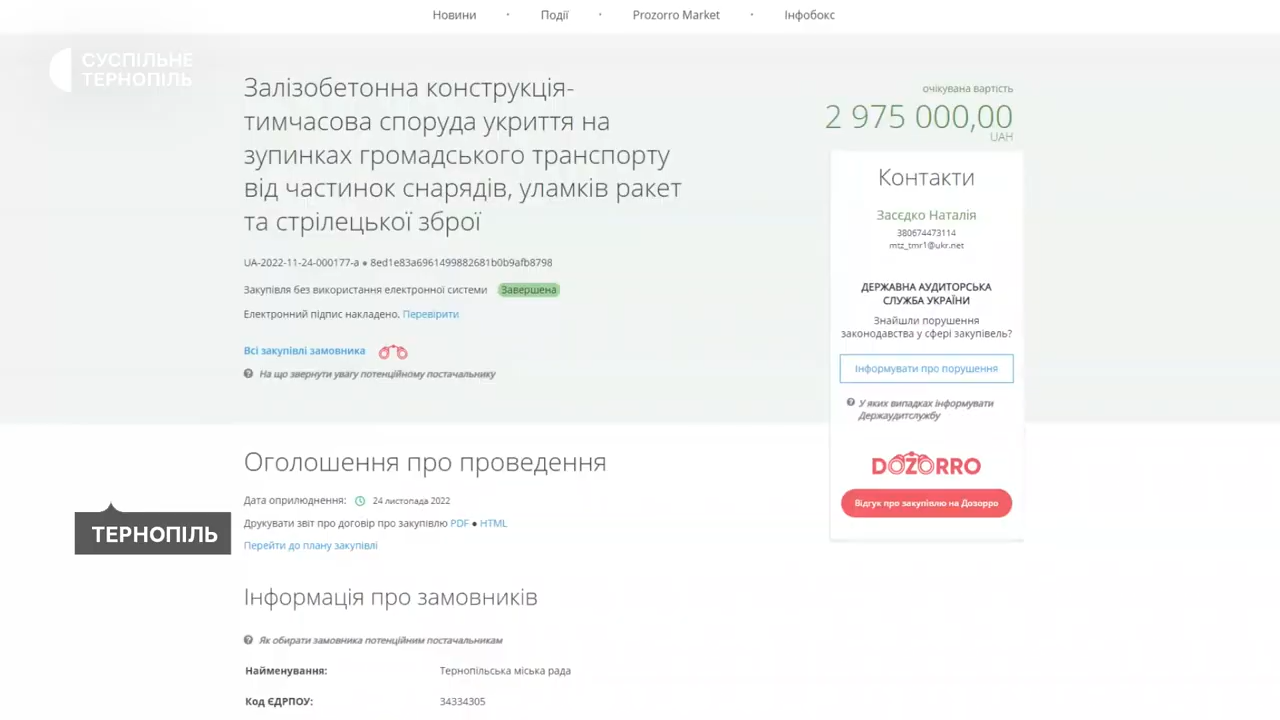 Новини · Події · Prozorro Market · Інфобокс
СУСПІЛЬНЕ
ТЕРНОПІЛЬ
Залізобетонна конструкція-
тимчасова споруда укриття на
зупинках громадського транспорту
від частинок снарядів, уламків ракет
та стрілецької зброї
UA-2022-11-24-000177-a ● 8ed1e83a6961499882681b0b9afb8798
Закупівля без використання електронної системи Завершена
Електронний підпис накладено. Перевірити
Всі закупівлі замовника
На що звернути увагу потенційному постачальнику
очікувана вартість
2 975 000,00
UAH
Контакти
Засєдко Наталія
380674473114
mtz_tmr1@ukr.net
ДЕРЖАВНА АУДИТОРСЬКА
СЛУЖБА УКРАЇНИ
Знайшли порушення
законодавства у сфері закупівель?
Інформувати про порушення
У яких випадках інформувати
Держаудитслужбу
DOZORRO
Відгук про закупівлю на Дозорро
Оголошення про проведення
Дата оприлюднення: 24 листопада 2022
Друкувати звіт про договір про закупівлю PDF ● HTML
Перейти до плану закупівлі
ТЕРНОПІЛЬ
Інформація про замовників
Як обирати замовника потенційним постачальникам
Найменування: Тернопільська міська рада
Код ЄДРПОУ: 34334305